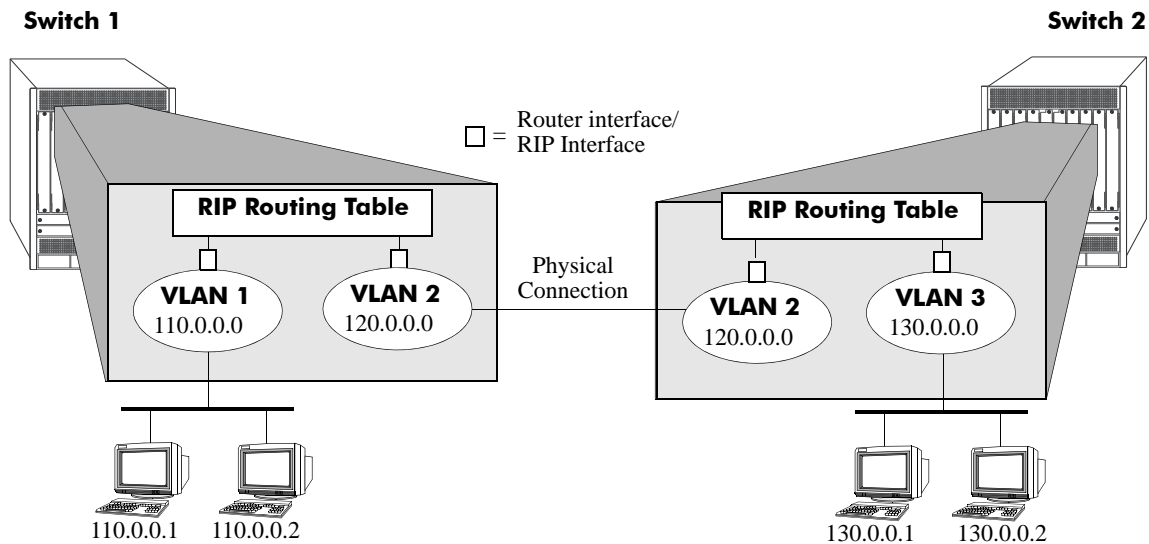 Switch 1
Switch 2
= Router interface/
RIP Interface
RIP Routing Table
RIP Routing Table
VLAN 1
110.0.0.0
VLAN 2
120.0.0.0
Physical
Connection
VLAN 2
120.0.0.0
VLAN 3
130.0.0.0
110.0.0.1
110.0.0.2
130.0.0.1
130.0.0.2